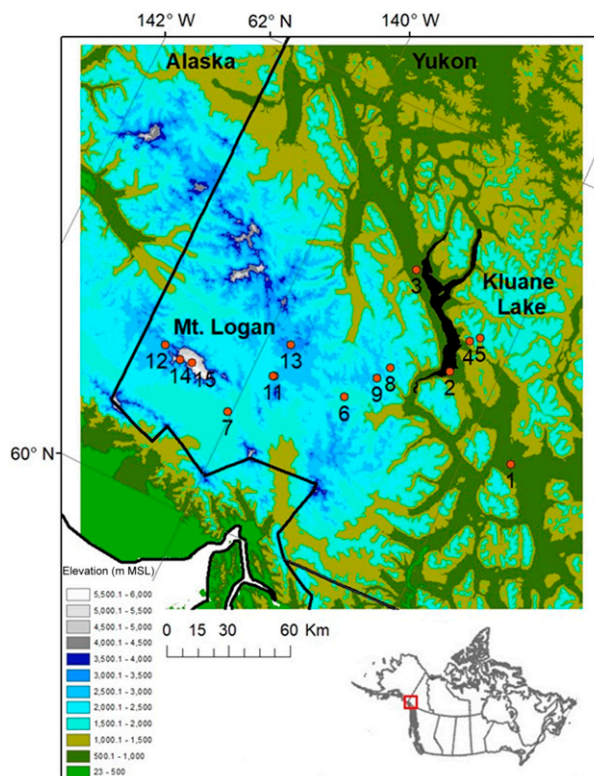 142° W 62° N 140° W
Alaska Yukon
3
Kluane
Lake
Mt. Logan
12 14 15 13 11 7 6 9 8 2 4 5
1
60° N
Elevation (m MSL)
5,500.1 - 6,000
5,000.1 - 5,500
4,500.1 - 5,000
4,000.1 - 4,500
3,500.1 - 4,000
3,000.1 - 3,500
2,500.1 - 3,000
2,000.1 - 2,500
1,500.1 - 2,000
1,000.1 - 1,500
500.1 - 1,000
23 - 500
0 15 30 60 Km